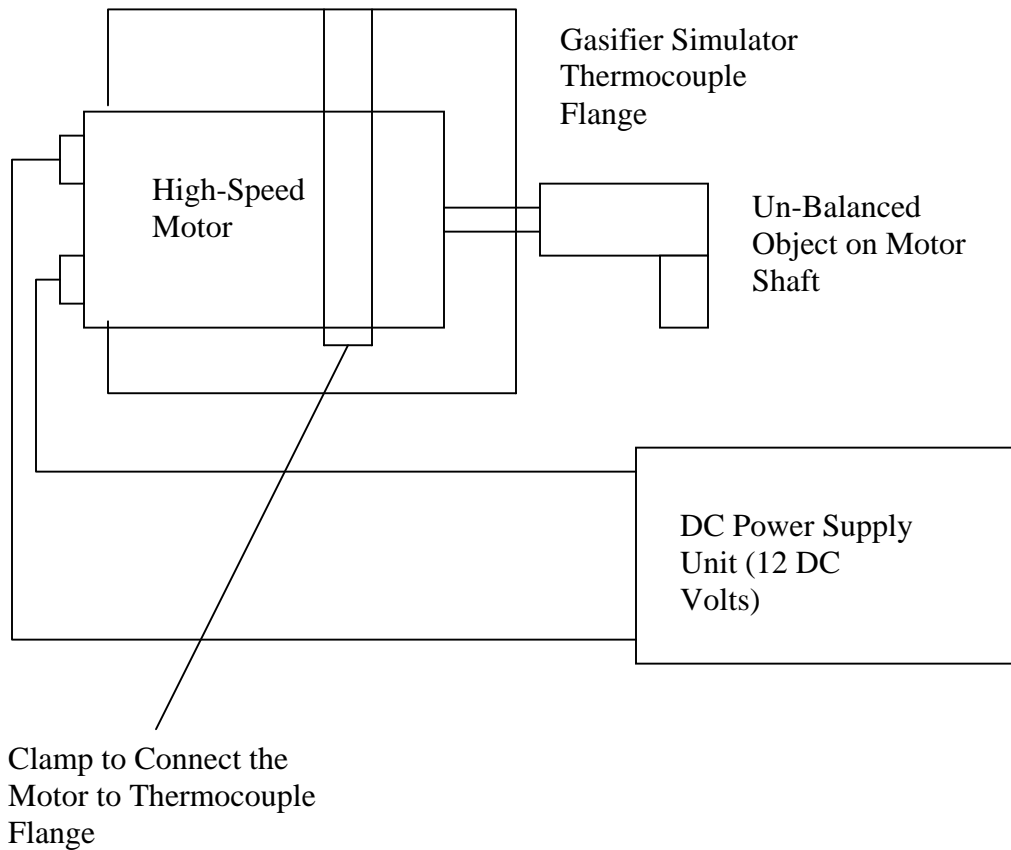 Gasifier Simulator
Thermocouple
Flange
High-Speed
Motor
Un-Balanced
Object on Motor
Shaft
DC Power Supply
Unit (12 DC
Volts)
Clamp to Connect the
Motor to Thermocouple
Flange